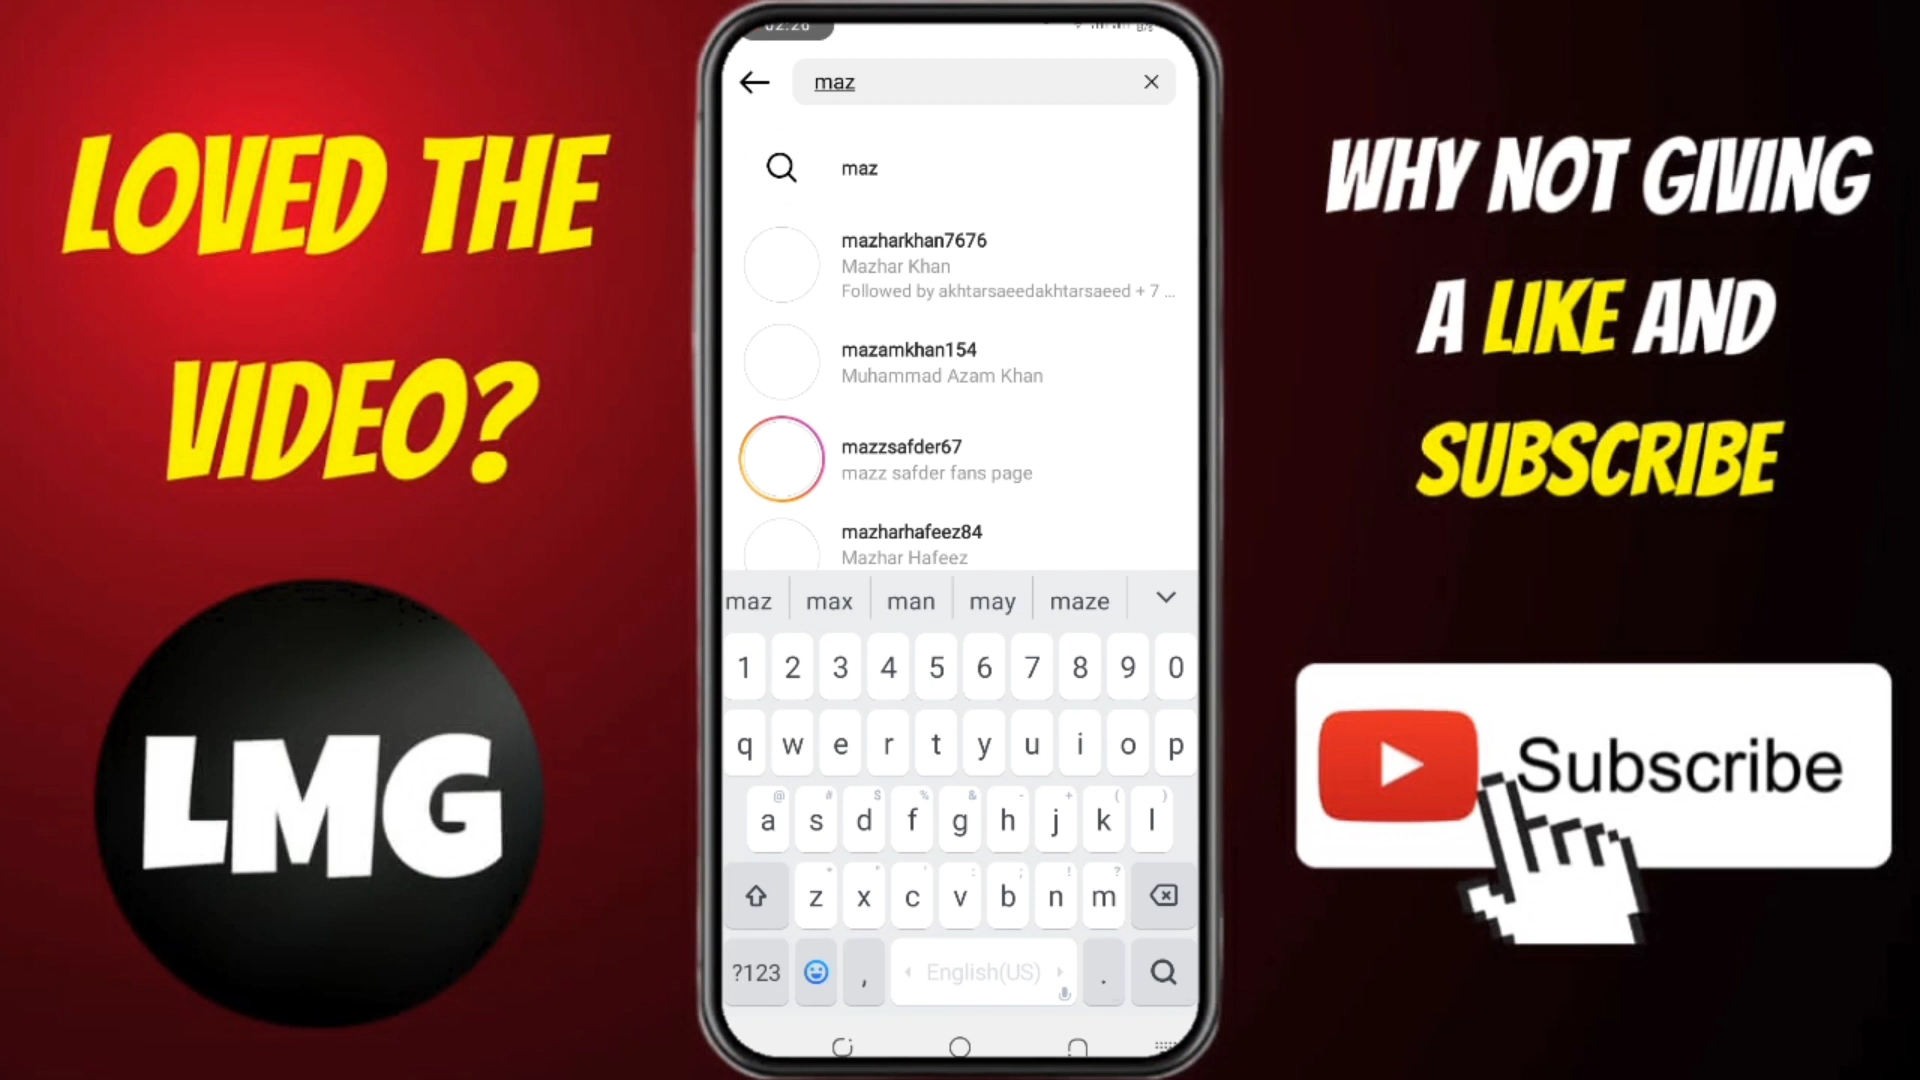 LOVED THE
VIDEO?
LMG
02:26
maz
maz
mazharkhan7676
Mazhar Khan
Followed by akhtarsaeedakhtarsaeed + 7 ...
mazamkhan154
Muhammad Azam Khan
mazzsafder67
mazz safder fans page
mazharhafeez84
Mazhar Hafeez
maz max man may maze
1 2 3 4 5 6 7 8 9 0
q w e r t y u i o p
@ # $ % & - + ( )
a s d f g h j k l
z x c v b n m
?123 , English(US) .
WHY NOT GIVING
A LIKE AND
SUBSCRIBE
Subscribe